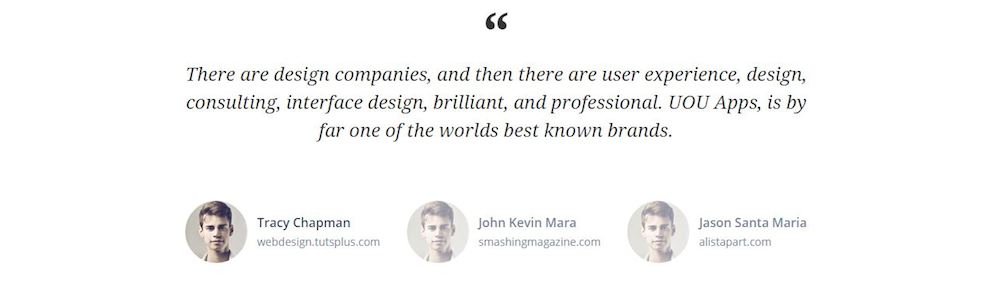 “
There are design companies, and then there are user experience, design,
consulting, interface design, brilliant, and professional. UOU Apps, is by
far one of the worlds best known brands.
Tracy Chapman
webdesign.tutsplus.com
John Kevin Mara
smashingmagazine.com
Jason Santa Maria
alistapart.com